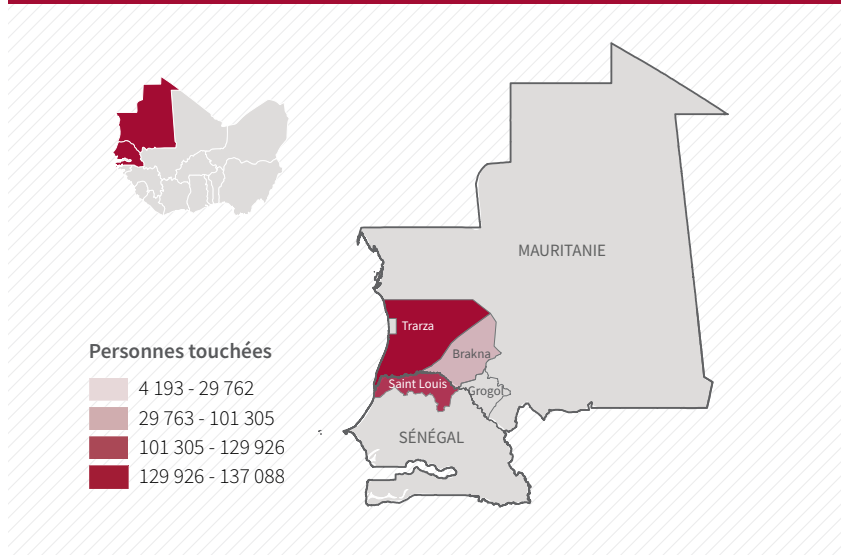 MAURITANIE
Trarza
Brakna
Saint Louis
Grogol
SÉNÉGAL
Personnes touchées
4 193 - 29 762
29 763 - 101 305
101 305 - 129 926
129 926 - 137 088